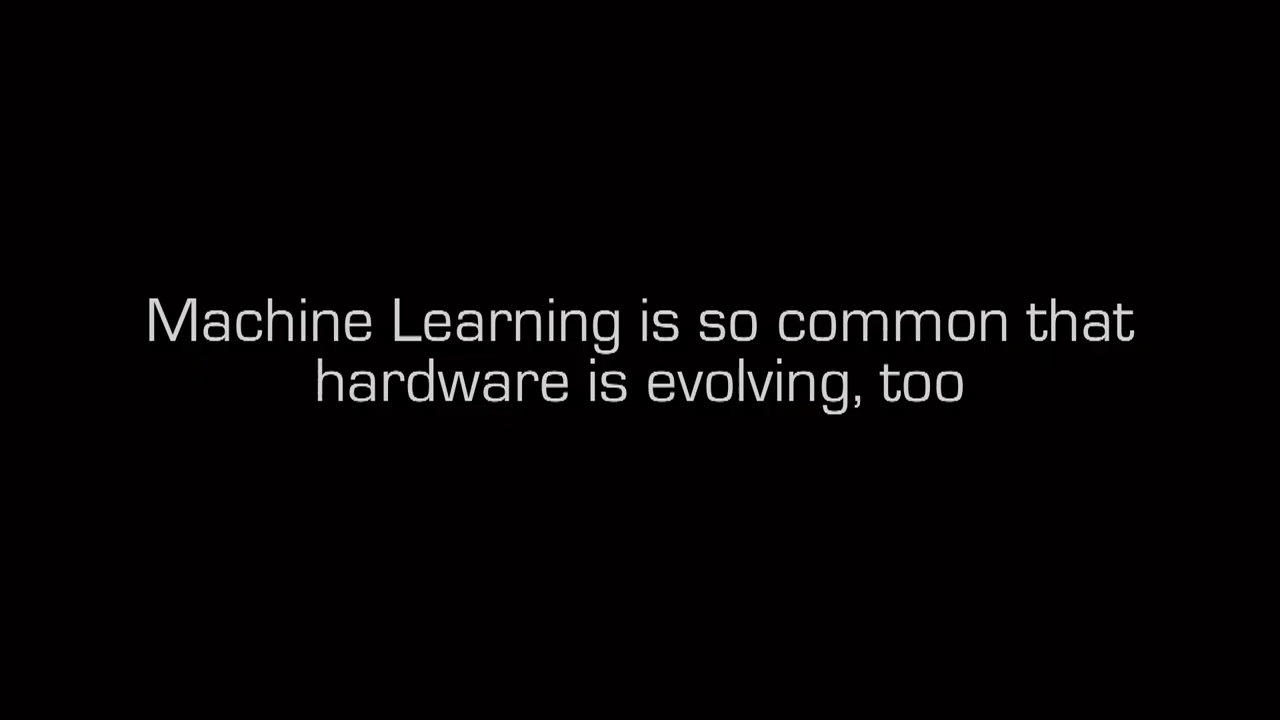 Machine Learning is so common that
hardware is evolving, too